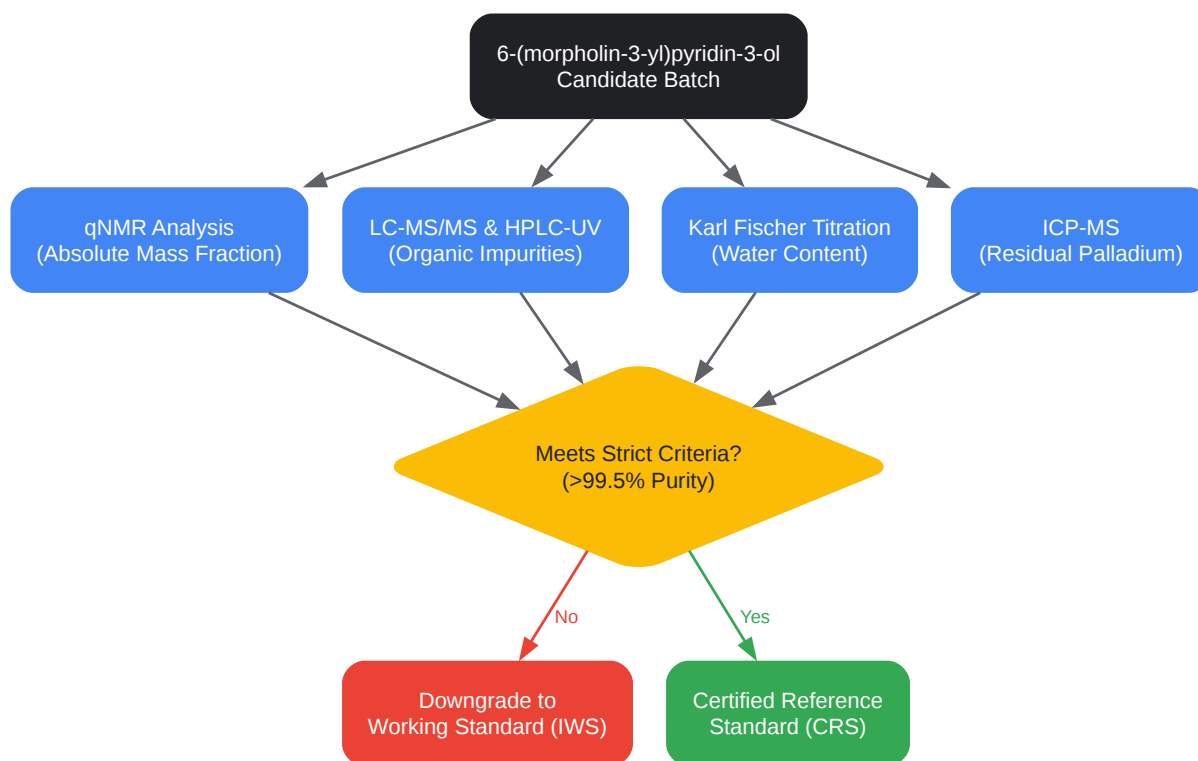 6-(morpholin-3-yl)pyridin-3-ol
Candidate Batch
qNMR Analysis
(Absolute Mass Fraction)
LC-MS/MS & HPLC-UV
(Organic Impurities)
Karl Fischer Titration
(Water Content)
ICP-MS
(Residual Palladium)
Meets Strict Criteria?
(>99.5% Purity)
No
Yes
Downgrade to
Working Standard (IWS)
Certified Reference
Standard (CRS)